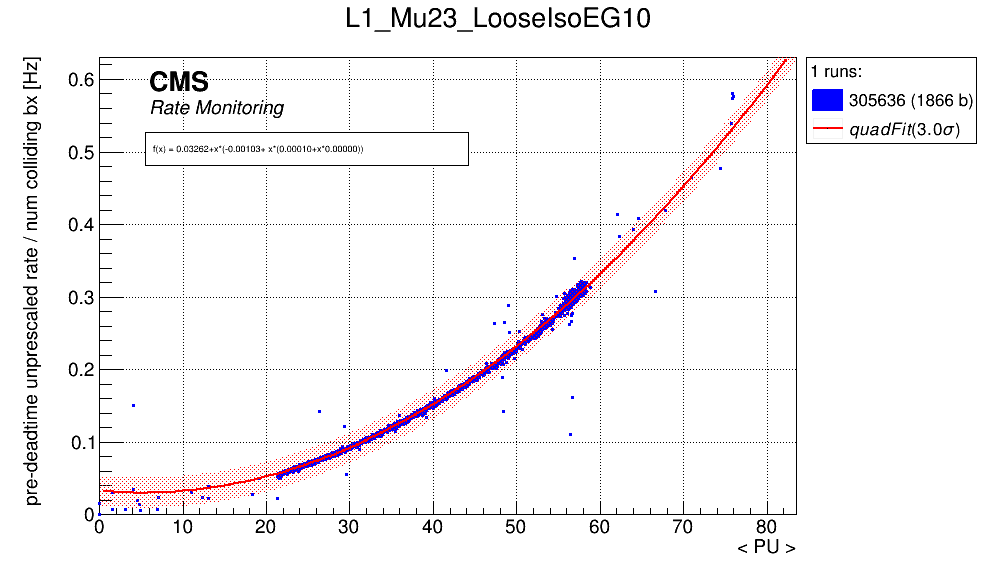 L1_Mu23_LooseIsoEG10
pre-deadtime unprescaled rate / num colliding bx [Hz]
CMS
Rate Monitoring
f(x) = 0.03262+x*(-0.00103+ x*(0.00010+x*0.00000))
1 runs:
305636 (1866 b)
quadFit(3.0σ)
0.6
0.5
0.4
0.3
0.2
0.1
0
0 10 20 30 40 50 60 70 80
< PU >